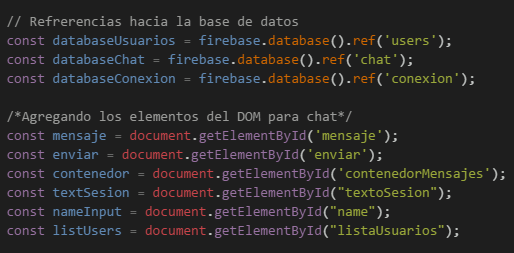 // Refrerencias hacia la base de datos
const databaseUsuarios = firebase.database().ref('users');
const databaseChat = firebase.database().ref('chat');
const databaseConexion = firebase.database().ref('conexion');
/*Agregando los elementos del DOM para chat*/
const mensaje = document.getElementById('mensaje');
const enviar = document.getElementById('enviar');
const contenedor = document.getElementById('contenedorMensajes');
const textSesion = document.getElementById("textoSesion");
const nameInput = document.getElementById("name");
const listUsers = document.getElementById("listaUsuarios");